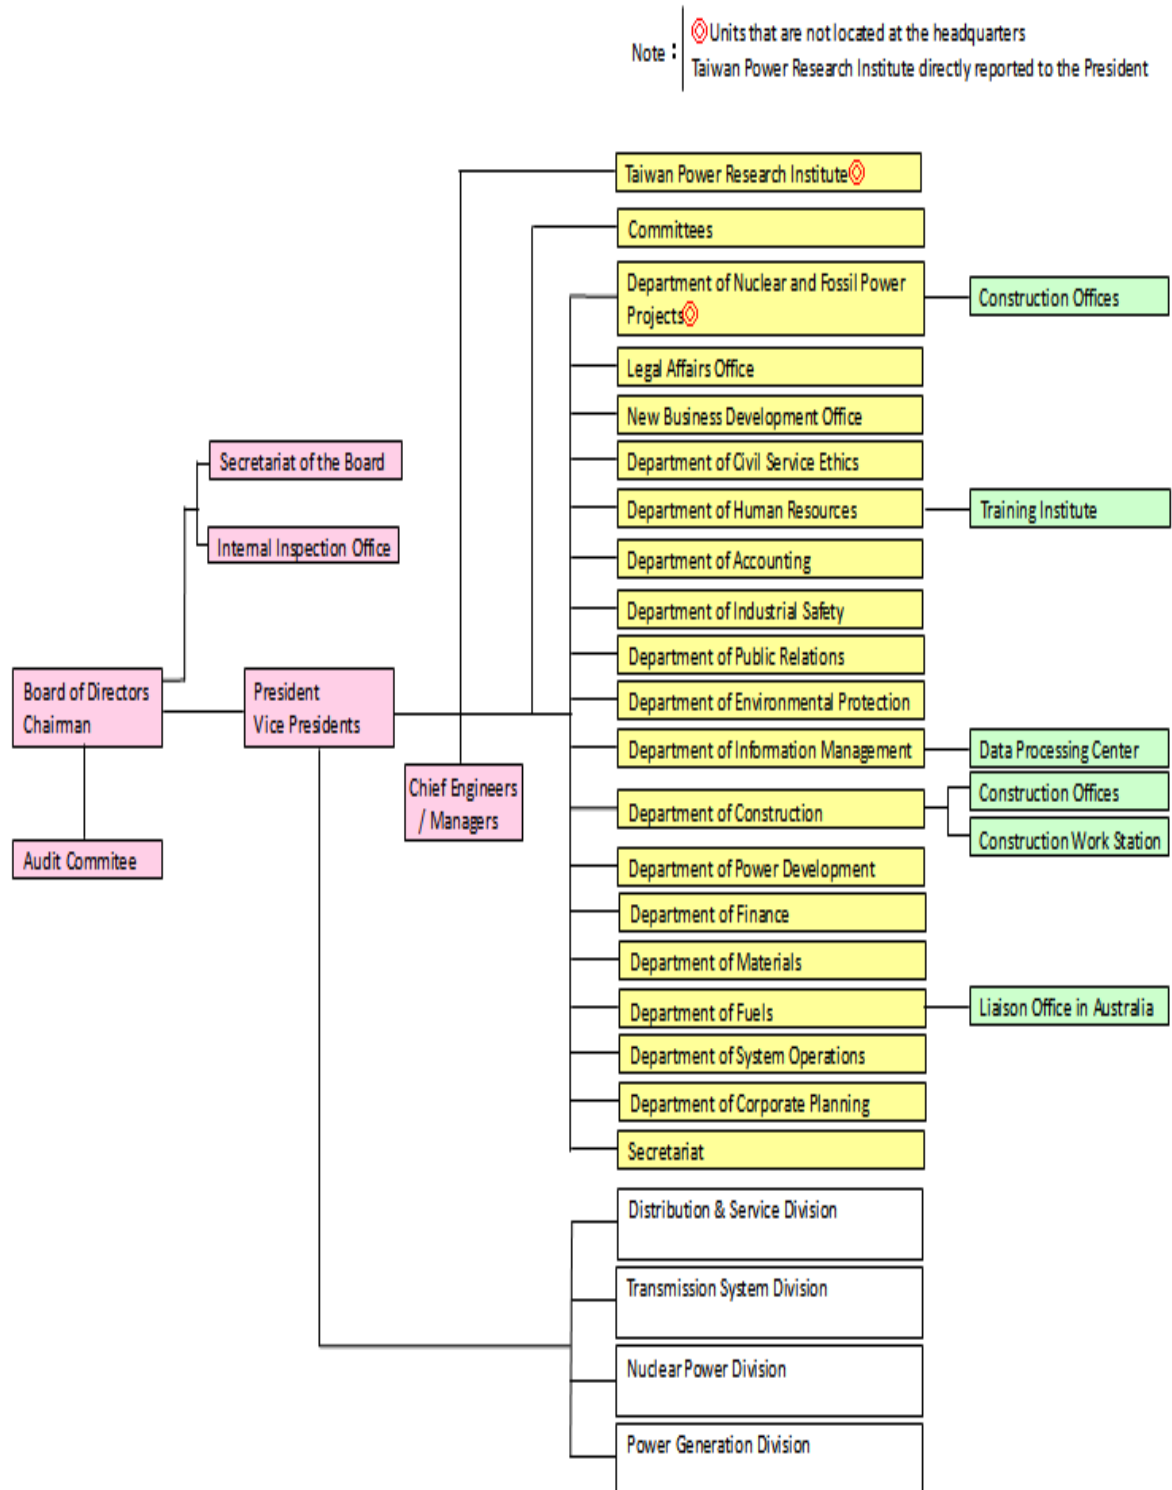 Note :
Units that are not located at the headquarters
Taiwan Power Research Institute directly reported to the President
Taiwan Power Research Institute
Committees
Department of Nuclear and Fossil Power
Projects
Construction Offices
Legal Affairs Office
New Business Development Office
Department of Civil Service Ethics
Secretariat of the Board
Department of Human Resources
Training Institute
Internal Inspection Office
Department of Accounting
Department of Industrial Safety
Department of Public Relations
Board of Directors
Chairman
President
Vice Presidents
Department of Environmental Protection
Department of Information Management
Data Processing Center
Chief Engineers
/ Managers
Construction Offices
Department of Construction
Construction Work Station
Audit Commitee
Department of Power Development
Department of Finance
Department of Materials
Department of Fuels
Liaison Office in Australia
Department of System Operations
Department of Corporate Planning
Secretariat
Distribution & Service Division
Transmission System Division
Nuclear Power Division
Power Generation Division